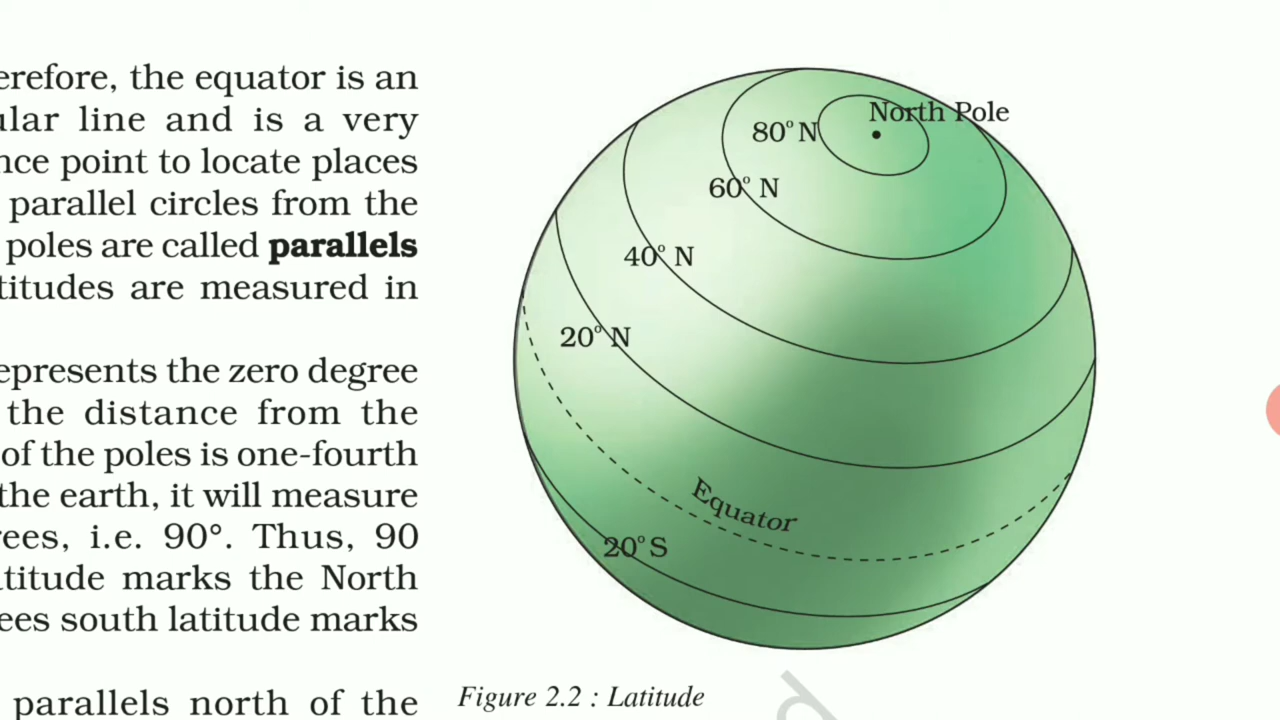 erefore, the equator is an
ular line and is a very
nce point to locate places
parallel circles from the
poles are called parallels
titudes are measured in
epresents the zero degree
the distance from the
of the poles is one-fourth
the earth, it will measure
rees, i.e. 90°. Thus, 90
atitude marks the North
ees south latitude marks
parallels north of the
North Pole
80° N
60° N
40° N
20° N
Equator
20° S
Figure 2.2 : Latitude